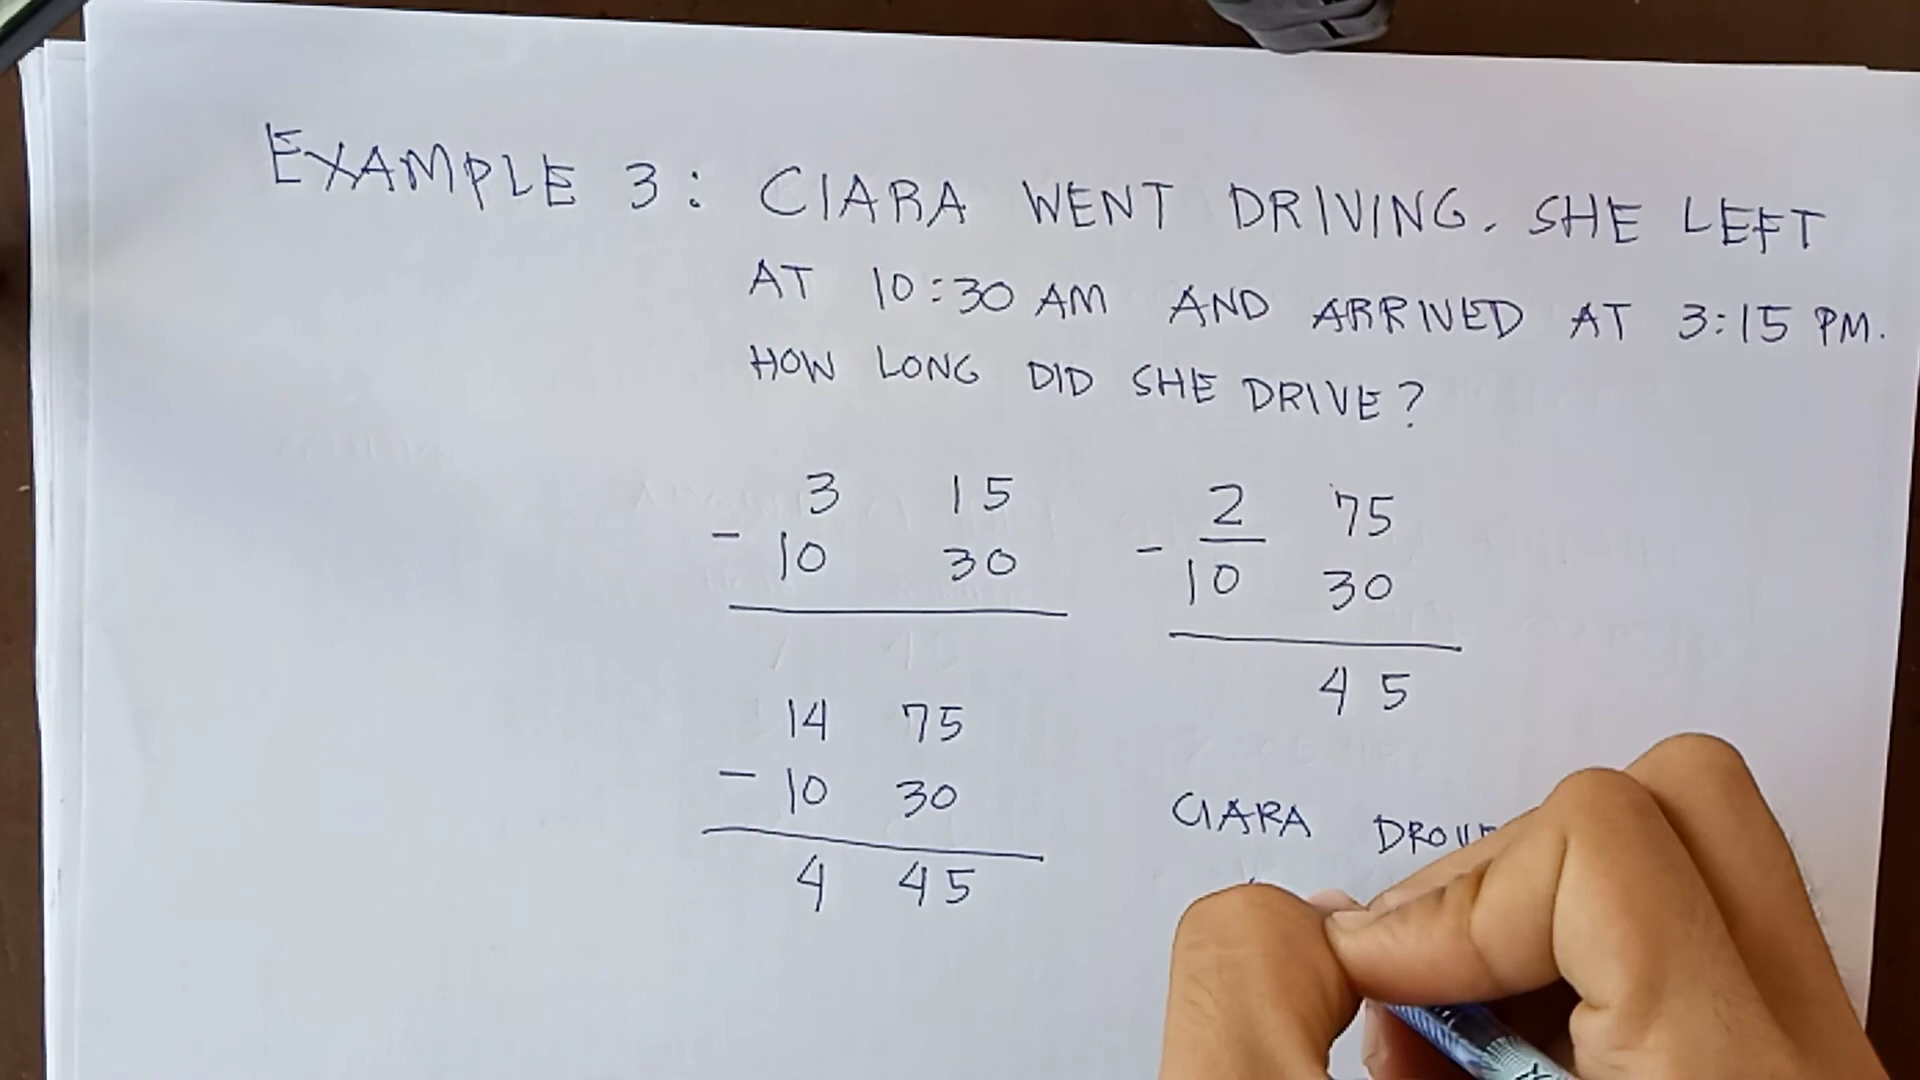 EXAMPLE 3: CIARA WENT DRIVING. SHE LEFT
AT 10:30 AM AND ARRIVED AT 3:15 PM.
HOW LONG DID SHE DRIVE?
3 15
- 10 30
2 75
- 10 30
45
14 75
- 10 30
4 45
CIARA DROVE